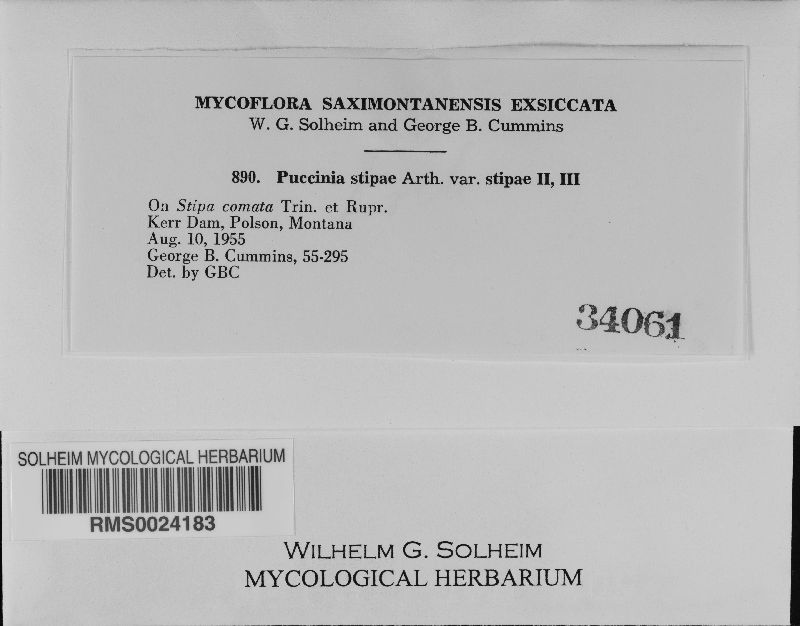 MYCOFLORA SAXIMONTANENSIS EXSICCATA
W. G. Solheim and George B. Cummins
890. Puccinia stipae Arth. var. stipae II, III
On Stipa comata Trin. et Rupr.
Kerr Dam, Polson, Montana
Aug. 10, 1955
George B. Cummins, 55-295
Det. by GBC
34061
SOLHEIM MYCOLOGICAL HERBARIUM
RMS0024183
WILHELM G. SOLHEIM
MYCOLOGICAL HERBARIUM